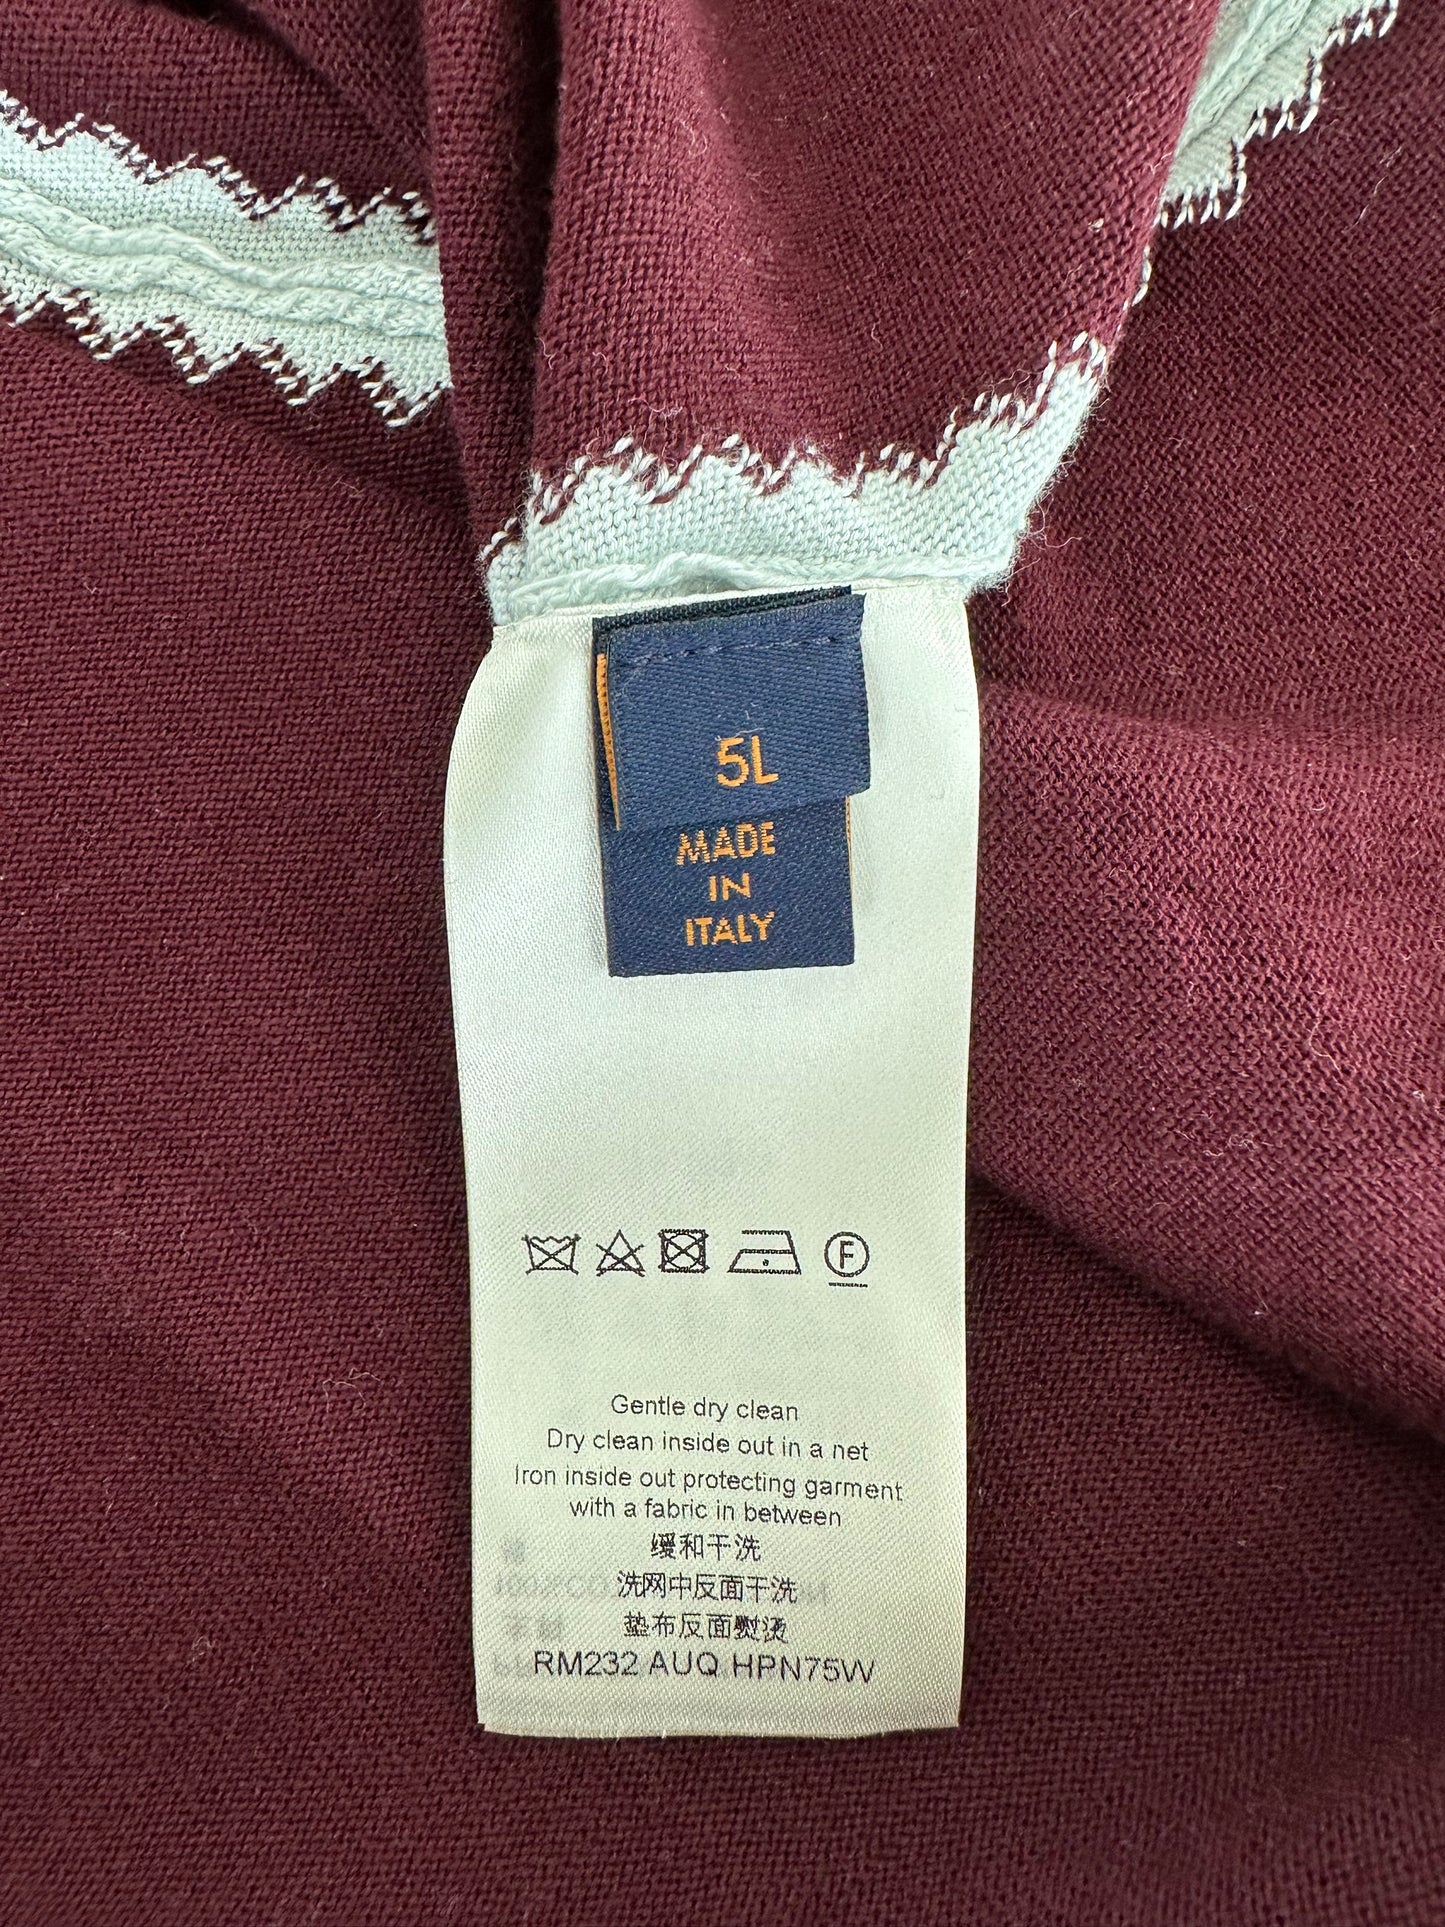 5L
MADE
IN
ITALY
F
Gentle dry clean
Dry clean inside out in a net
Iron inside out protecting garment
with a fabric in between
缓和干洗
洗网中反面干洗
垫布反面熨烫
RM232 AUQ HPN75W